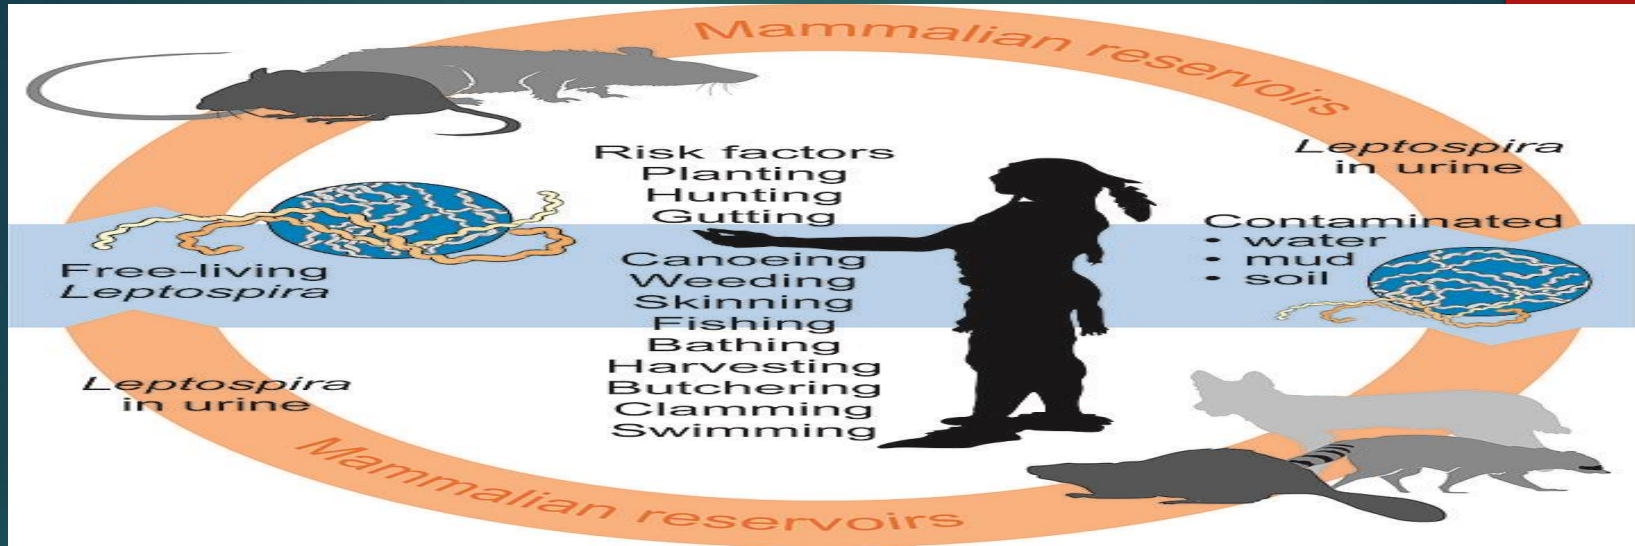 Mammalian reservoirs
Leptospira
in urine
Risk factors
Planting
Hunting
Gutting
Canoeing
Weeding
Skinning
Fishing
Bathing
Harvesting
Butchering
Clamming
Swimming
Contaminated
• water
• mud
• soil
Free-living
Leptospira
Leptospira
in urine
Mammalian reservoirs